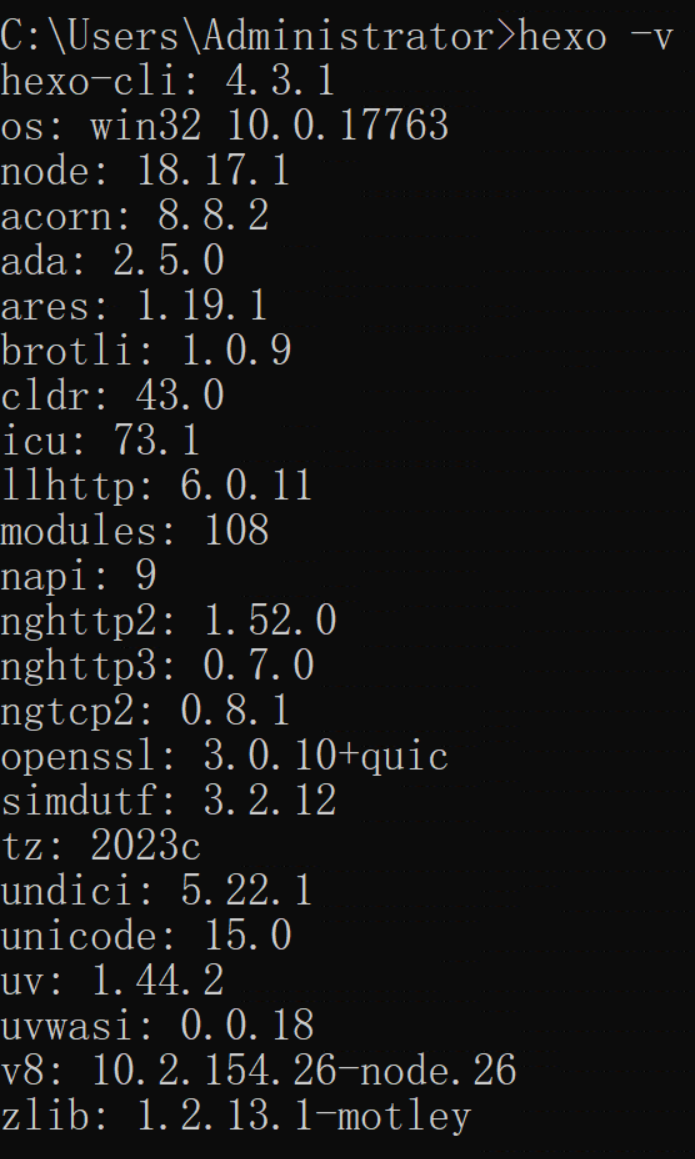 C:\Users\Administrator>hexo -v
hexo-cli: 4.3.1
os: win32 10.0.17763
node: 18.17.1
acorn: 8.8.2
ada: 2.5.0
ares: 1.19.1
brotli: 1.0.9
cldr: 43.0
icu: 73.1
llhttp: 6.0.11
modules: 108
napi: 9
nghttp2: 1.52.0
nghttp3: 0.7.0
ngtcp2: 0.8.1
openssl: 3.0.10+quic
simdutf: 3.2.12
tz: 2023c
undici: 5.22.1
unicode: 15.0
uv: 1.44.2
uvwasi: 0.0.18
v8: 10.2.154.26-node.26
zlib: 1.2.13.1-motley